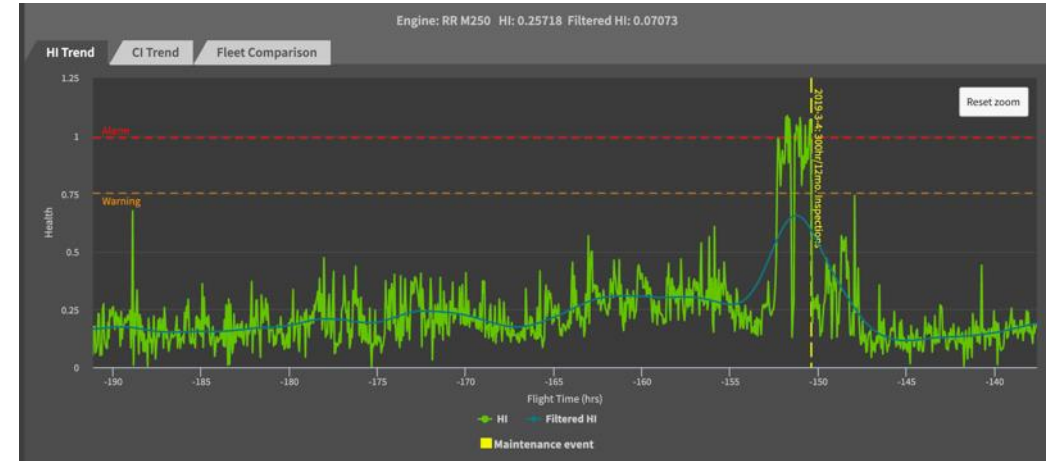 Engine: RR M250 HI: 0.25718 Filtered HI: 0.07073
HI Trend CI Trend Fleet Comparison
1.25
Reset zoom
2019-3-4: 300hr/12mo. Inspections
Alarm
1
0.75
Warning
Health
0.5
0.25
0
-190 -185 -180 -175 -170 -165 -160 -155 -150 -145 -140
Flight Time (hrs)
HI Filtered HI
Maintenance event